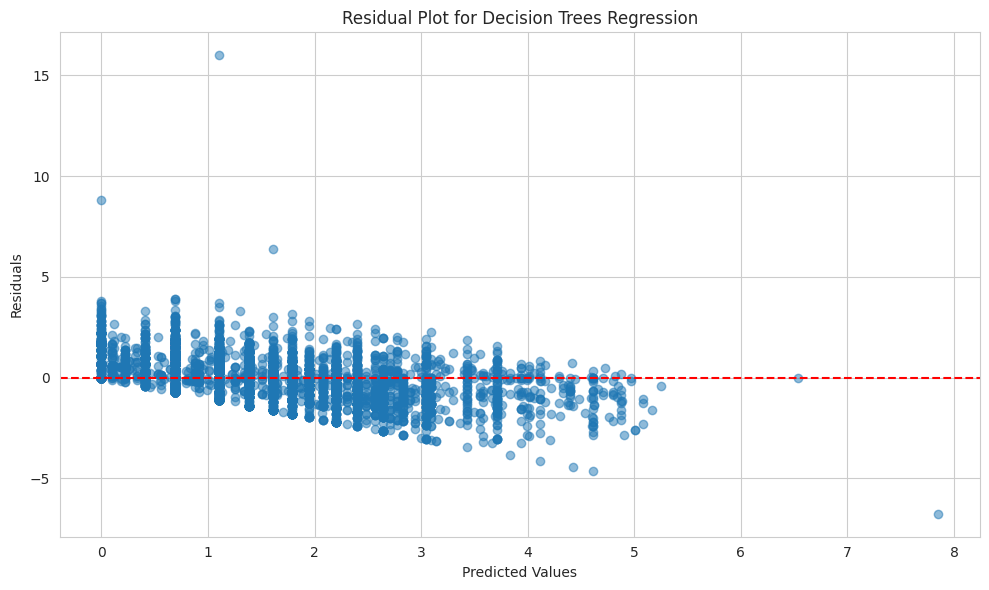 Residual Plot for Decision Trees Regression
15
10
5
0
−5
Residuals
0 1 2 3 4 5 6 7 8
Predicted Values